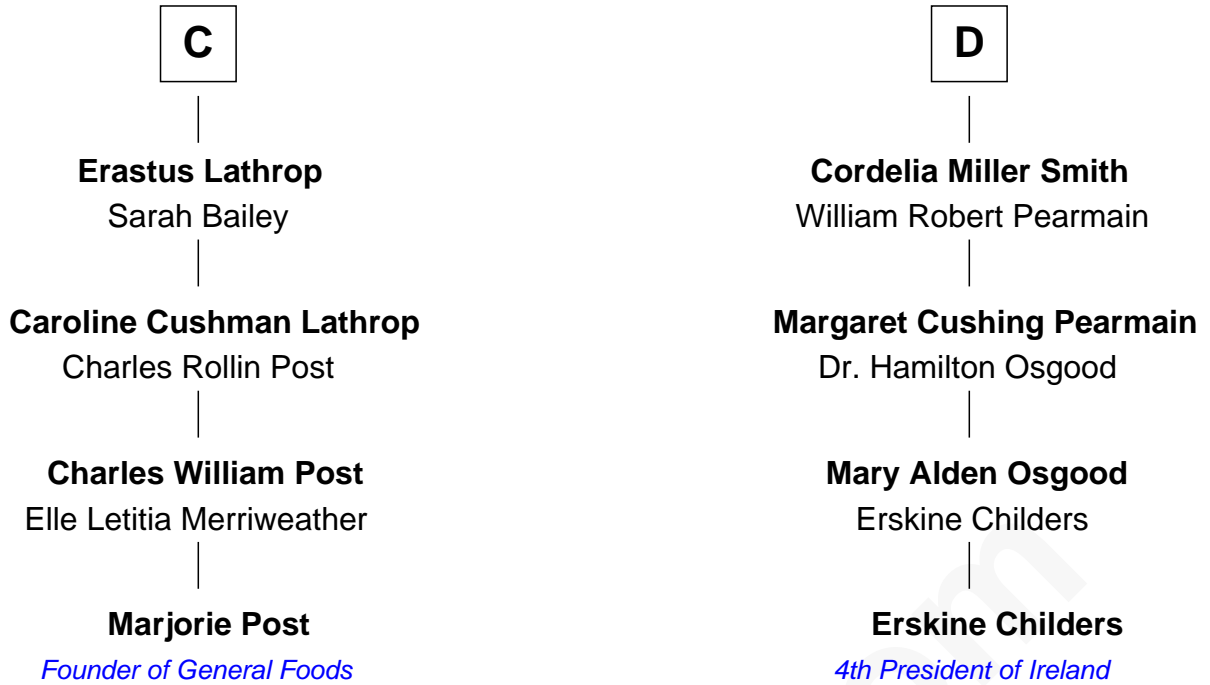 C
Erastus Lathrop
Sarah Bailey
Caroline Cushman Lathrop
Charles Rollin Post
Charles William Post
Elle Letitia Merriweather
Marjorie Post
Founder of General Foods
D
Cordelia Miller Smith
William Robert Pearmain
Margaret Cushing Pearmain
Dr. Hamilton Osgood
Mary Alden Osgood
Erskine Childers
Erskine Childers
4th President of Ireland